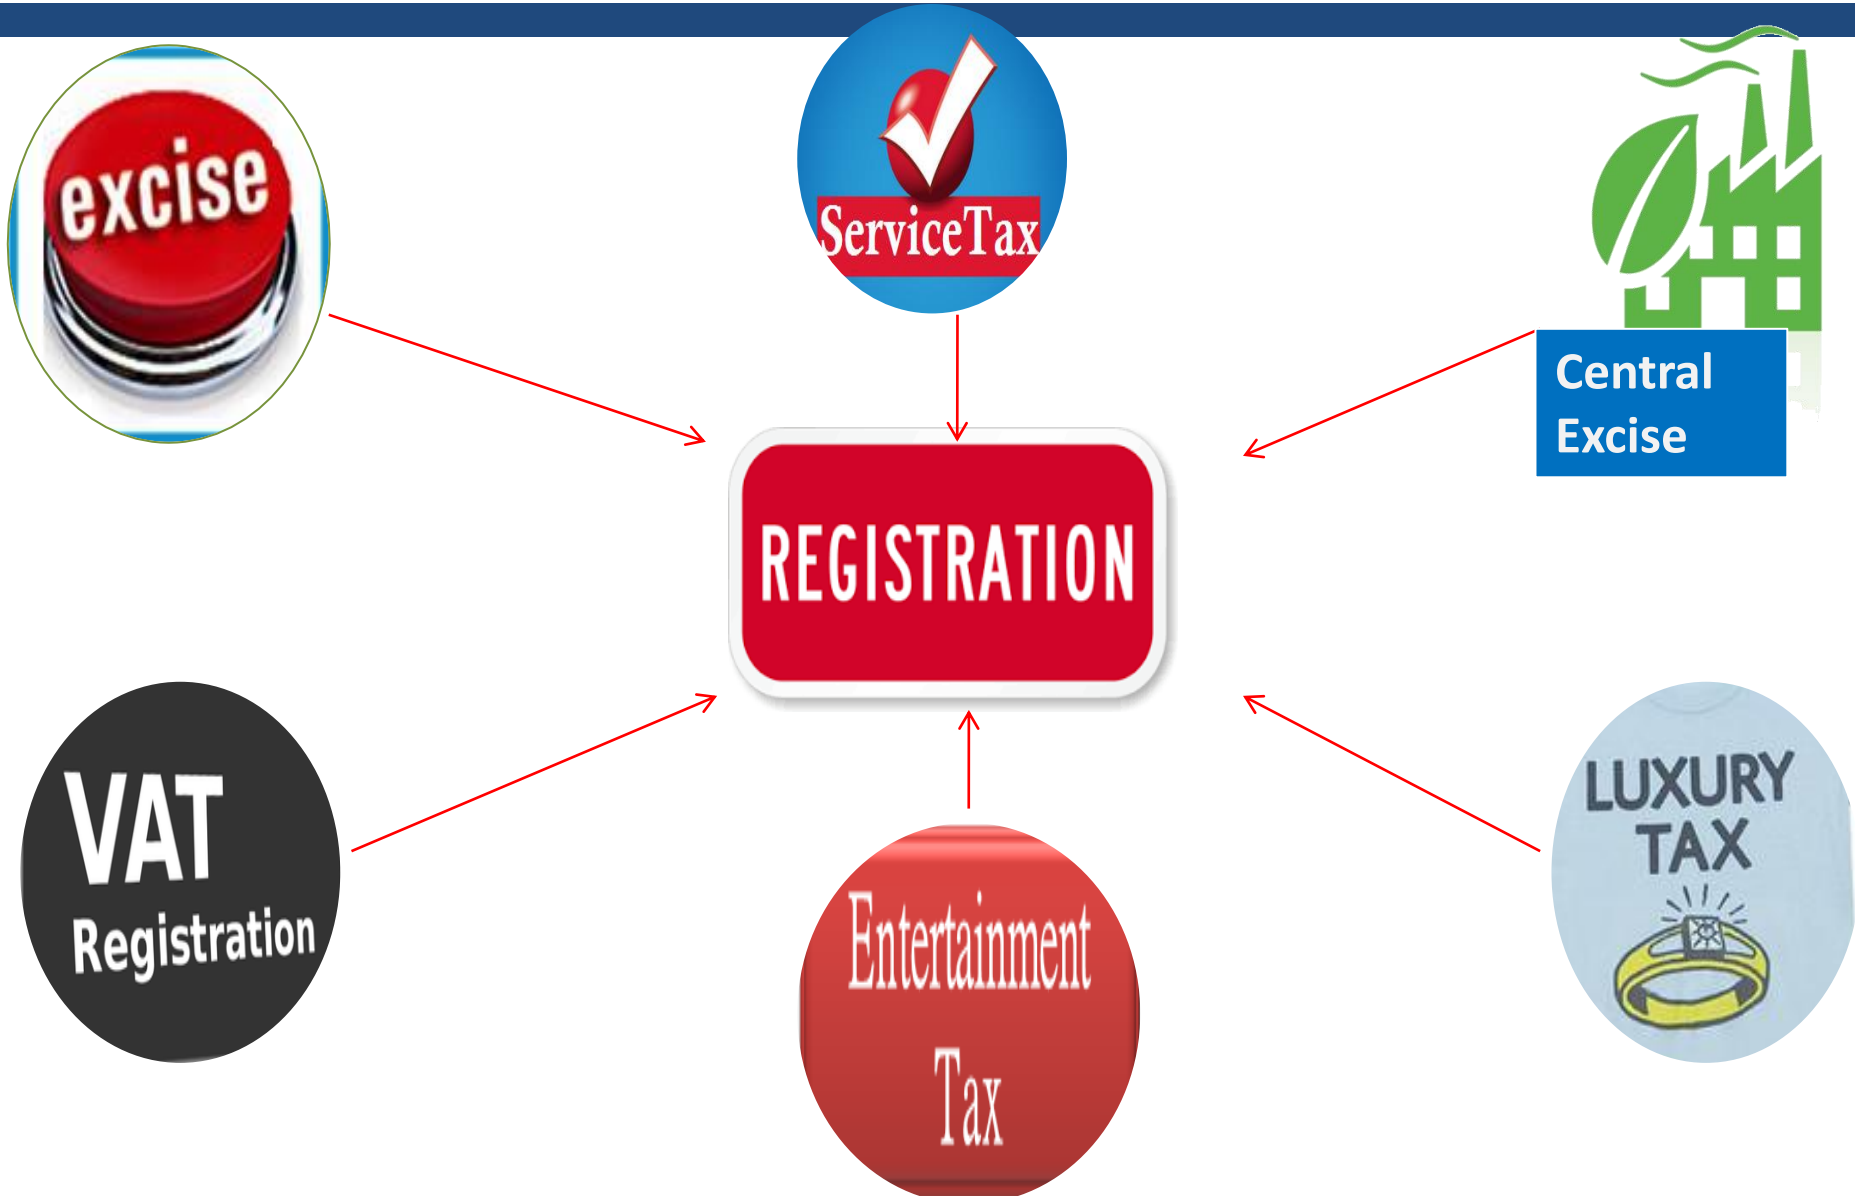 excise
ServiceTax
Central
Excise
REGISTRATION
VAT
Registration
Entertainment
Tax
LUXURY
TAX